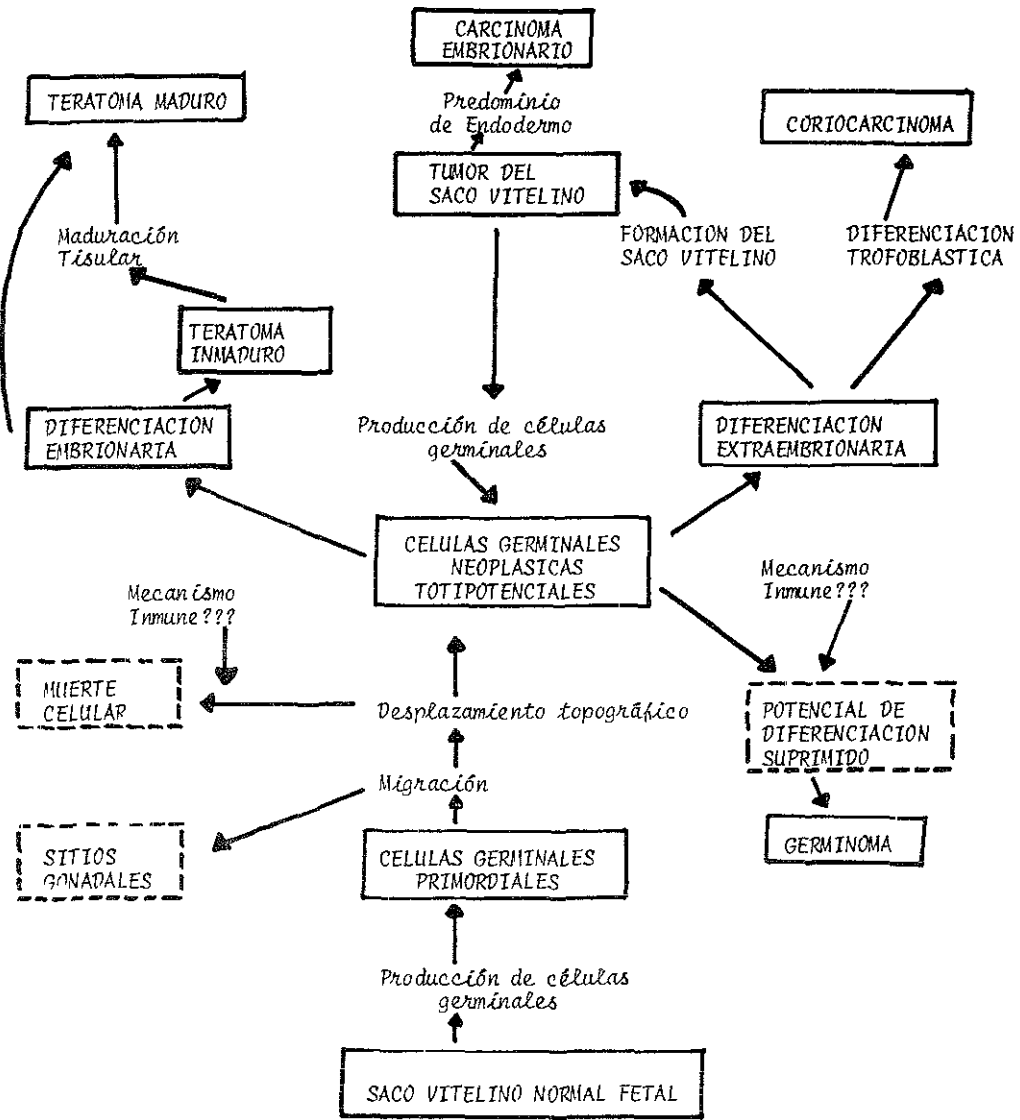 CARCINOMA
EMBRIONARIO
TERATOMA MADURO
Predominio
de Endodermo
CORIOCARCINOMA
TUMOR DEL
SACO VITELINO
Maduración
Tisular
FORMACION DEL
SACO VITELINO
DIFERENCIACION
TROFOBLASTICA
TERATOMA
INMADURO
DIFERENCIACION
EMBRIONARIA
Producción de células
germinales
DIFERENCIACION
EXTRAEMBRIONARIA
CELULAS GERMINALES
NEOPLASICAS
TOTIPOTENCIALES
Mecanismo
Inmune???
Mecanismo
Inmune???
MUERTE
CELULAR
Desplazamiento topográfico
POTENCIAL DE
DIFERENCIACION
SUPRIMIDO
Migración
SITIOS
GONADALES
CELULAS GERMINALES
PRIMORDIALES
GERMINOMA
Producción de células
germinales
SACO VITELINO NORMAL FETAL